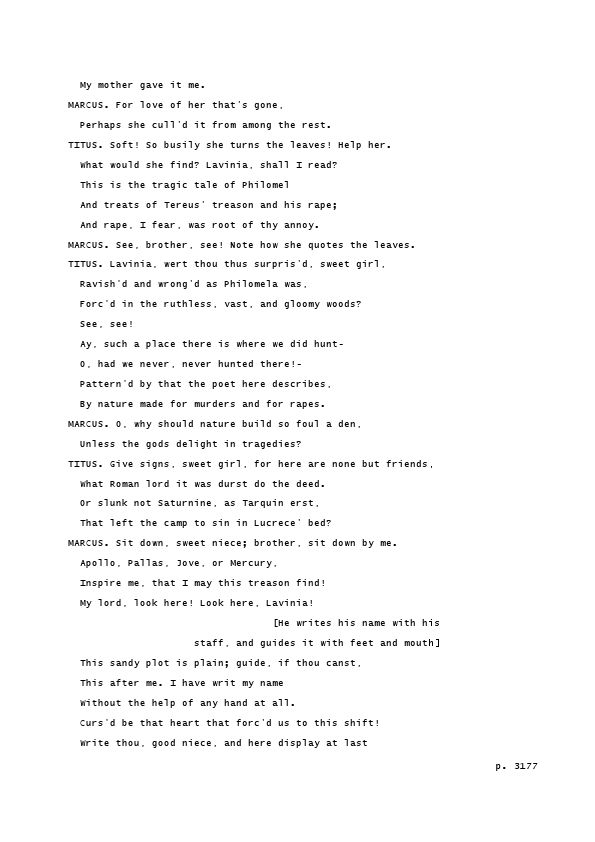 My mother gave it me.
MARCUS. For love of her that's gone,
Perhaps she cull'd it from among the rest.
TITUS. Soft! So busily she turns the leaves! Help her.
What would she find? Lavinia, shall I read?
This is the tragic tale of Philomel
And treats of Tereus' treason and his rape;
And rape, I fear, was root of thy annoy.
MARCUS. See, brother, see! Note how she quotes the leaves.
TITUS. Lavinia, wert thou thus surpris'd, sweet girl,
Ravish'd and wrong'd as Philomela was,
Forc'd in the ruthless, vast, and gloomy woods?
See, see!
Ay, such a place there is where we did hunt-
O, had we never, never hunted there!-
Pattern'd by that the poet here describes,
By nature made for murders and for rapes.
MARCUS. O, why should nature build so foul a den,
Unless the gods delight in tragedies?
TITUS. Give signs, sweet girl, for here are none but friends,
What Roman lord it was durst do the deed.
Or slunk not Saturnine, as Tarquin erst,
That left the camp to sin in Lucrece' bed?
MARCUS. Sit down, sweet niece; brother, sit down by me.
Apollo, Pallas, Jove, or Mercury,
Inspire me, that I may this treason find!
My lord, look here! Look here, Lavinia!
[He writes his name with his
staff, and guides it with feet and mouth]
This sandy plot is plain; guide, if thou canst,
This after me. I have writ my name
Without the help of any hand at all.
Curs'd be that heart that forc'd us to this shift!
Write thou, good niece, and here display at last
p. 3177